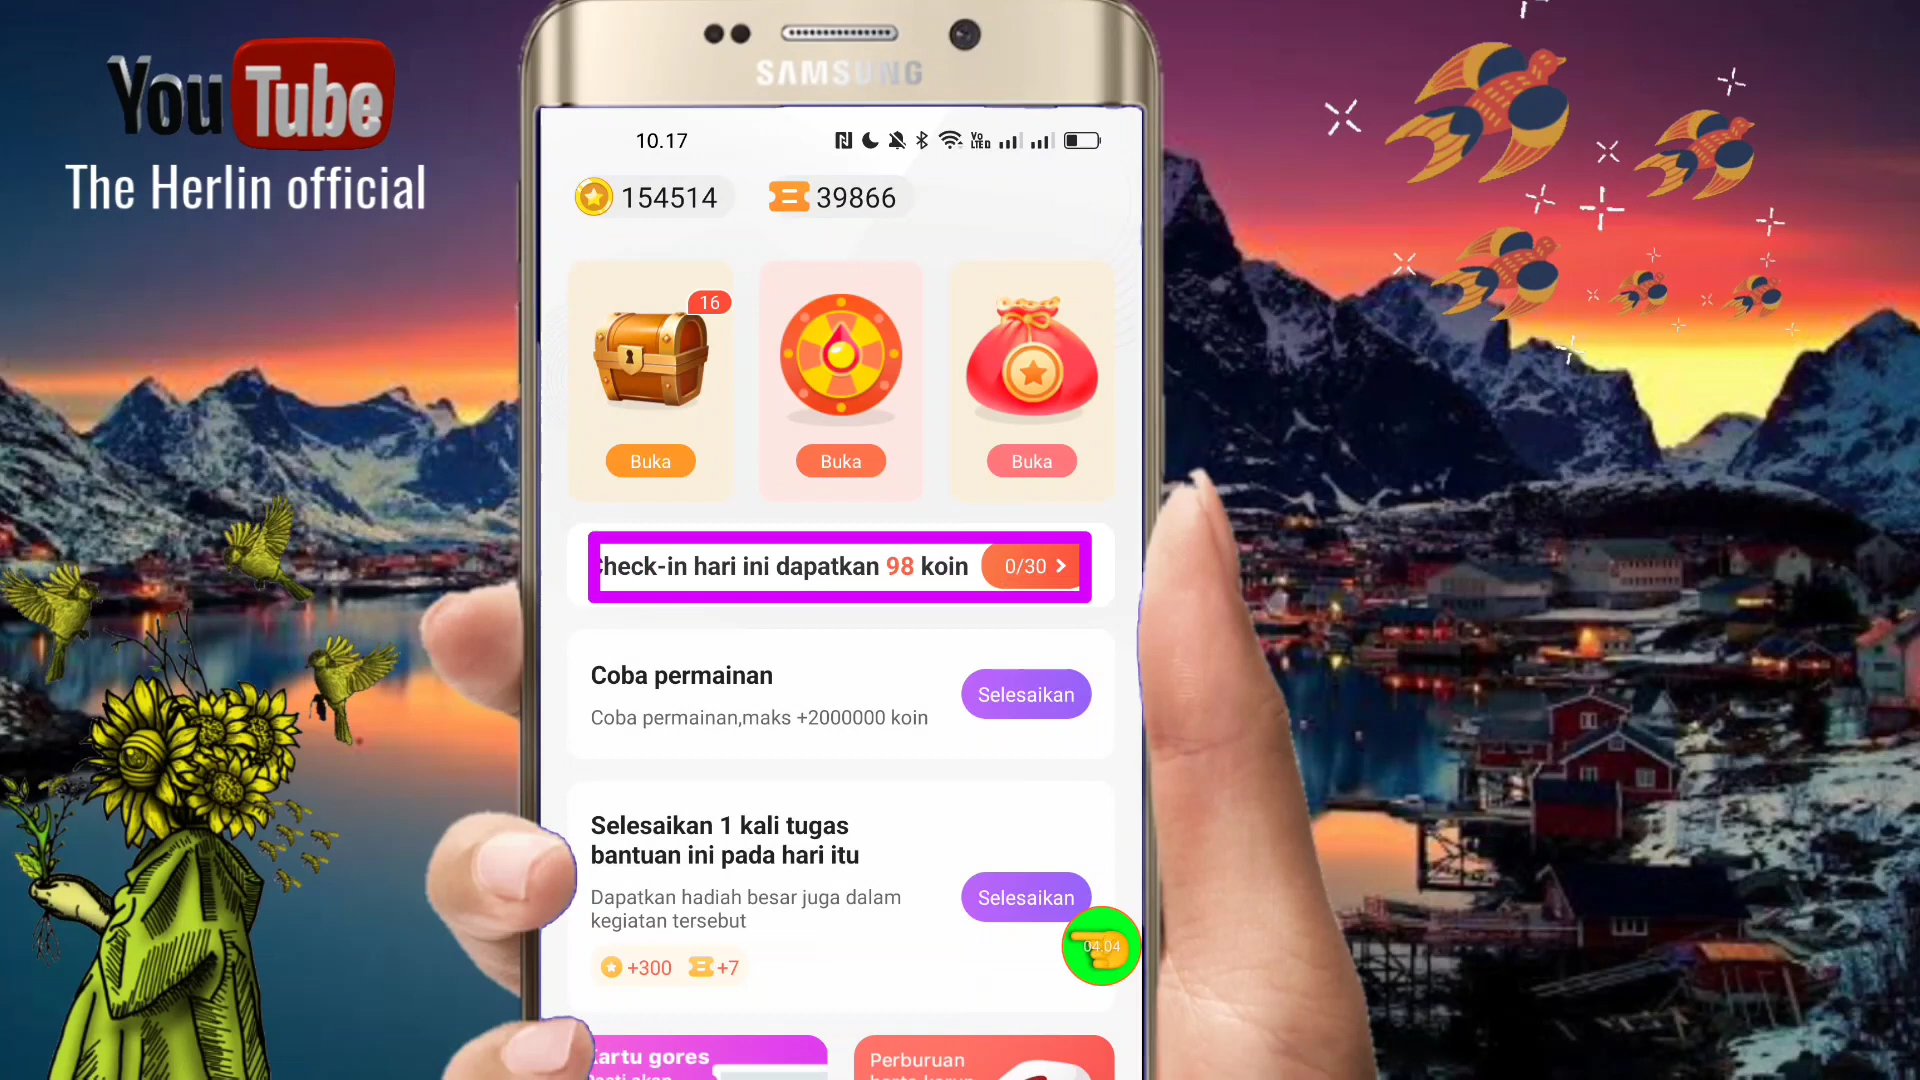 YouTube
The Herlin official
SAMSUNG
10.17
154514
39866
16
Buka
Buka
Buka
Check-in hari ini dapatkan 98 koin
0/30
Coba permainan
Coba permainan,maks +2000000 koin
Selesaikan
Selesaikan 1 kali tugas
bantuan ini pada hari itu
Dapatkan hadiah besar juga dalam
kegiatan tersebut
Selesaikan
+300
+7
04.04
Kartu gores
Perburuan